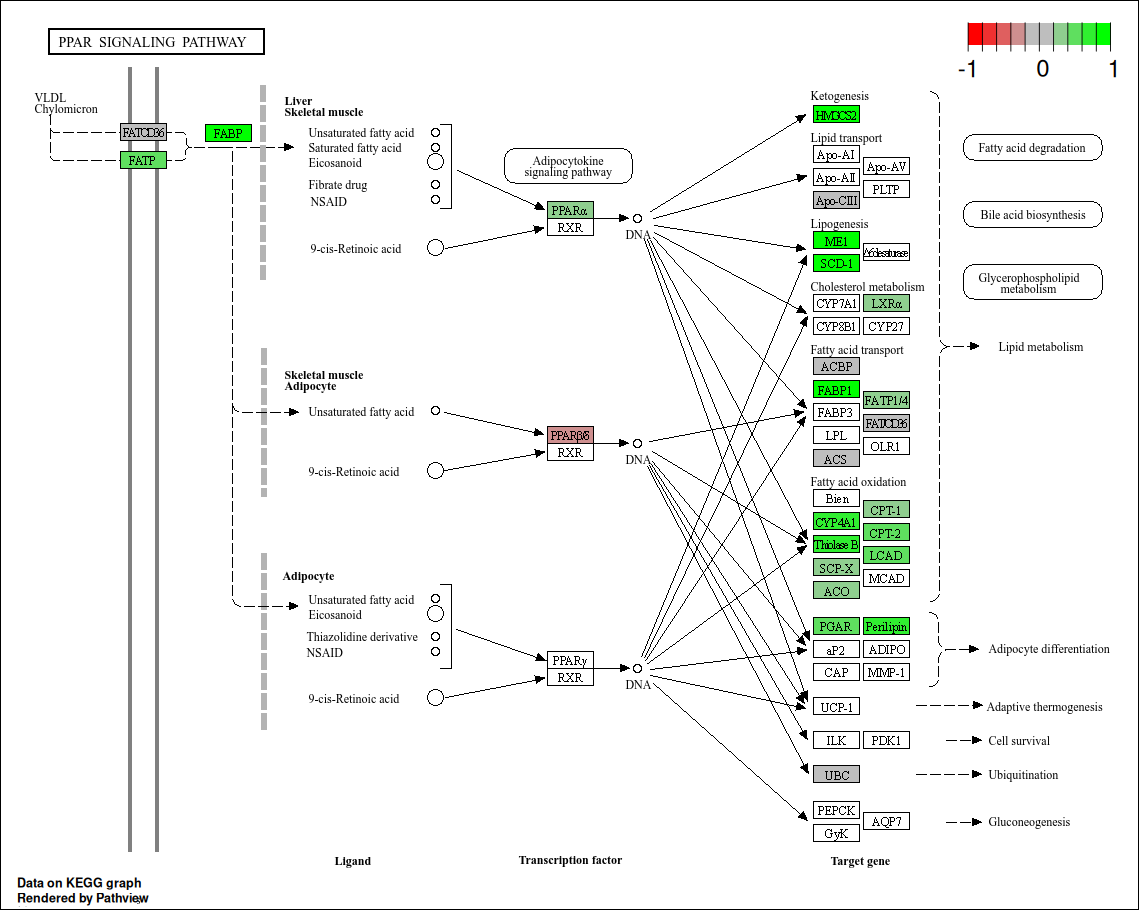 PPAR SIGNALING PATHWAY
-1 0 1
VLDL
Chylomicron
FATCD36
FATP
FABP
Liver
Skeletal muscle
Unsaturated fatty acid
Saturated fatty acid
Eicosanoid
Fibrate drug
NSAID
9-cis-Retinoic acid
Adipocytokine
signaling pathway
PPARα
RXR
DNA
Skeletal muscle
Adipocyte
Unsaturated fatty acid
9-cis-Retinoic acid
PPARβ/δ
RXR
DNA
Adipocyte
Unsaturated fatty acid
Eicosanoid
Thiazolidine derivative
NSAID
9-cis-Retinoic acid
PPARγ
RXR
DNA
Ketogenesis
HMGCS2
Lipid transport
Apo-AI
Apo-AV
Apo-AII
PLTP
Apo-CIII
Lipogenesis
ME1
Δ6desaturase
SCD-1
Cholesterol metabolism
CYP7A1
LXRα
CYP8B1
CYP27
Fatty acid transport
ACBP
FABP1
FATP1/4
FABP3
FATCD36
LPL
OLR1
ACS
Fatty acid oxidation
Bien
CPT-1
CYP4A1
CPT-2
Thiolase B
LCAD
SCP-X
MCAD
ACO
PGAR
Perilipin
aP2
ADIPO
CAP
MMP-1
UCP-1
ILK
PDK1
UBC
PEPCK
AQP7
GyK
Fatty acid degradation
Bile acid biosynthesis
Glycerophospholipid
metabolism
Lipid metabolism
Adipocyte differentiation
Adaptive thermogenesis
Cell survival
Ubiquitination
Gluconeogenesis
Ligand
Transcription factor
Target gene
Data on KEGG graph
Rendered by Pathview